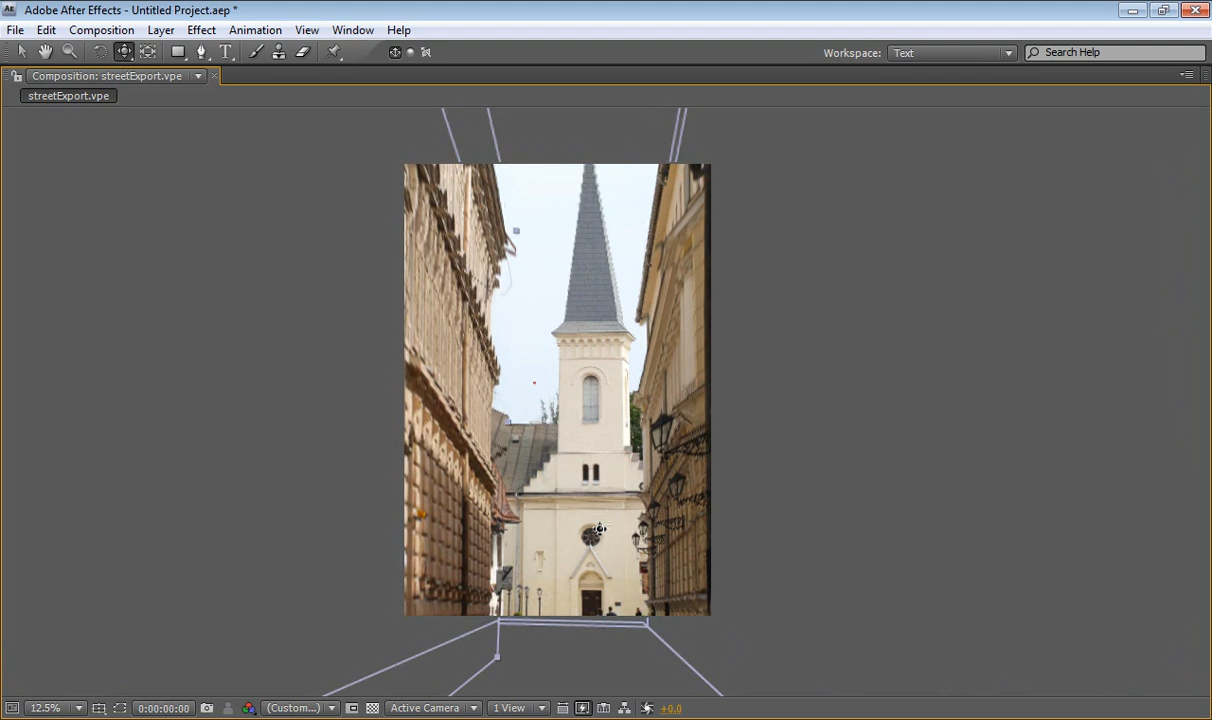 Adobe After Effects - Untitled Project.aep *
File Edit Composition Layer Effect Animation View Window Help
Workspace: Text Search Help
Composition: streetExport.vpe
streetExport.vpe
12.5% 0:00:00:00 (Custom...) Active Camera 1 View +0.0